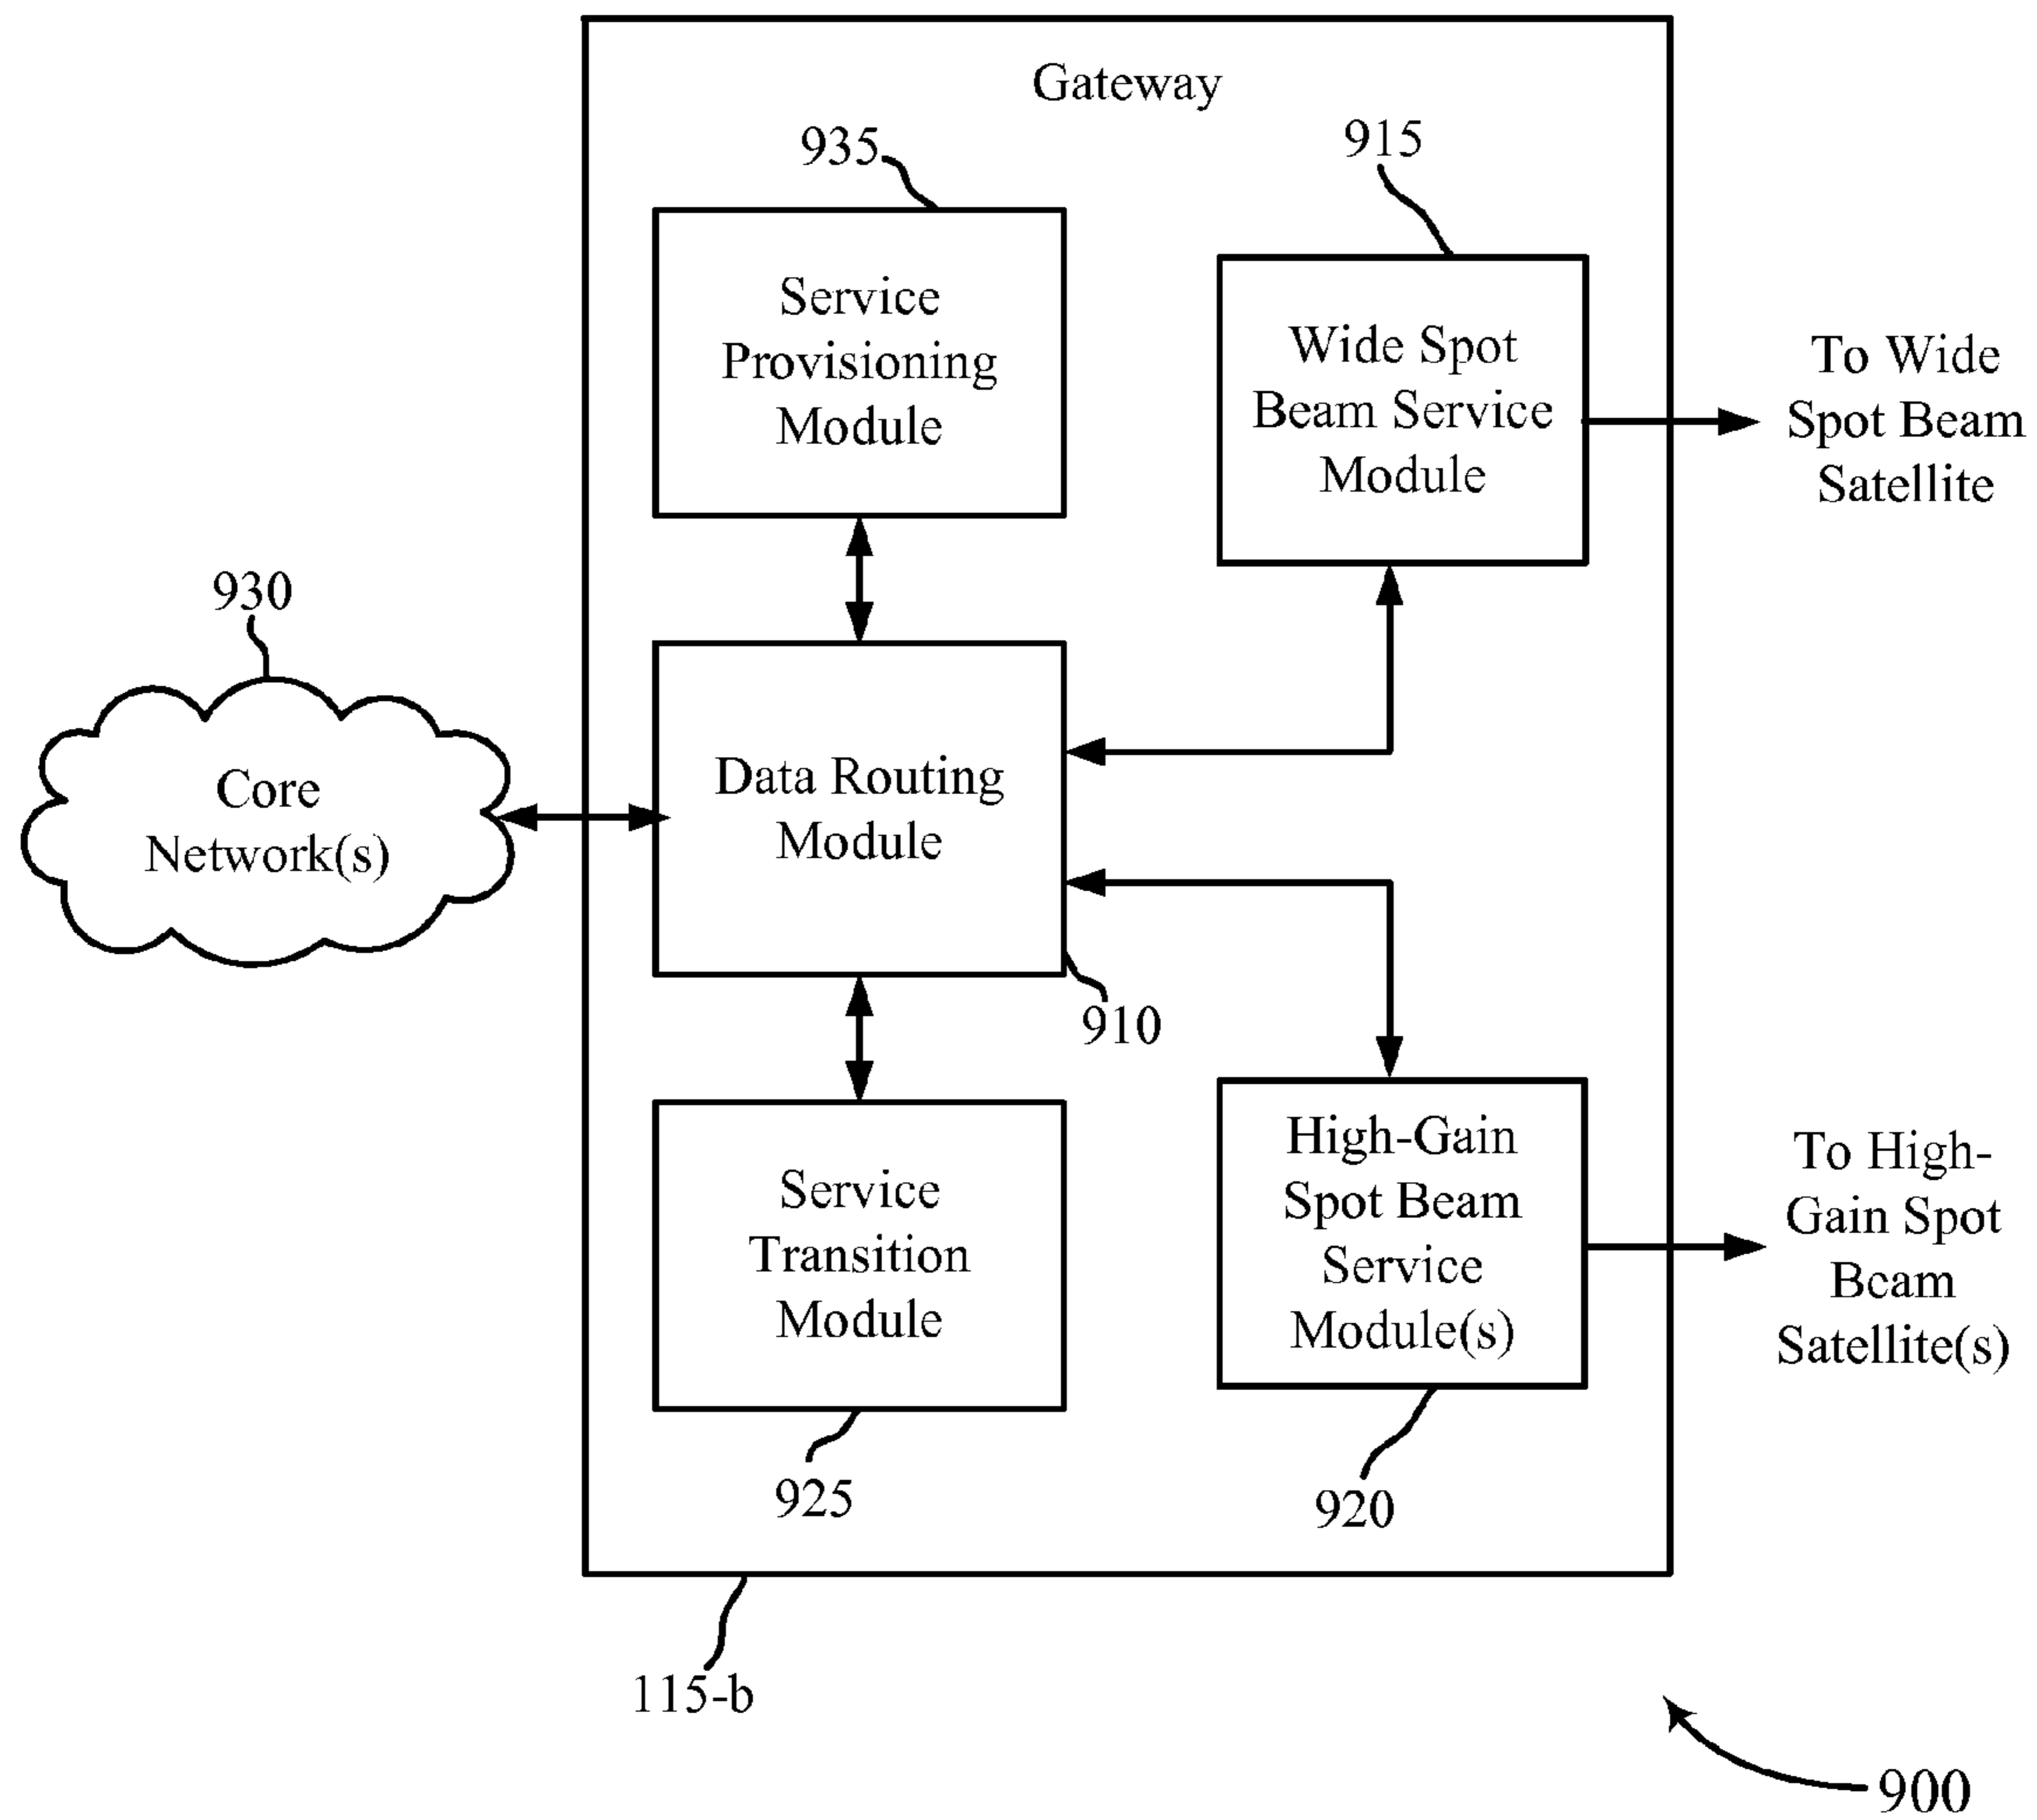 Gateway
935
915
Service
Provisioning
Module
Wide Spot
Beam Service
Module
To Wide
Spot Beam
Satellite
930
Core
Network(s)
Data Routing
Module
910
Service
Transition
Module
High-Gain
Spot Beam
Service
Module(s)
To High-
Gain Spot
Beam
Satellite(s)
925
920
115-b
900